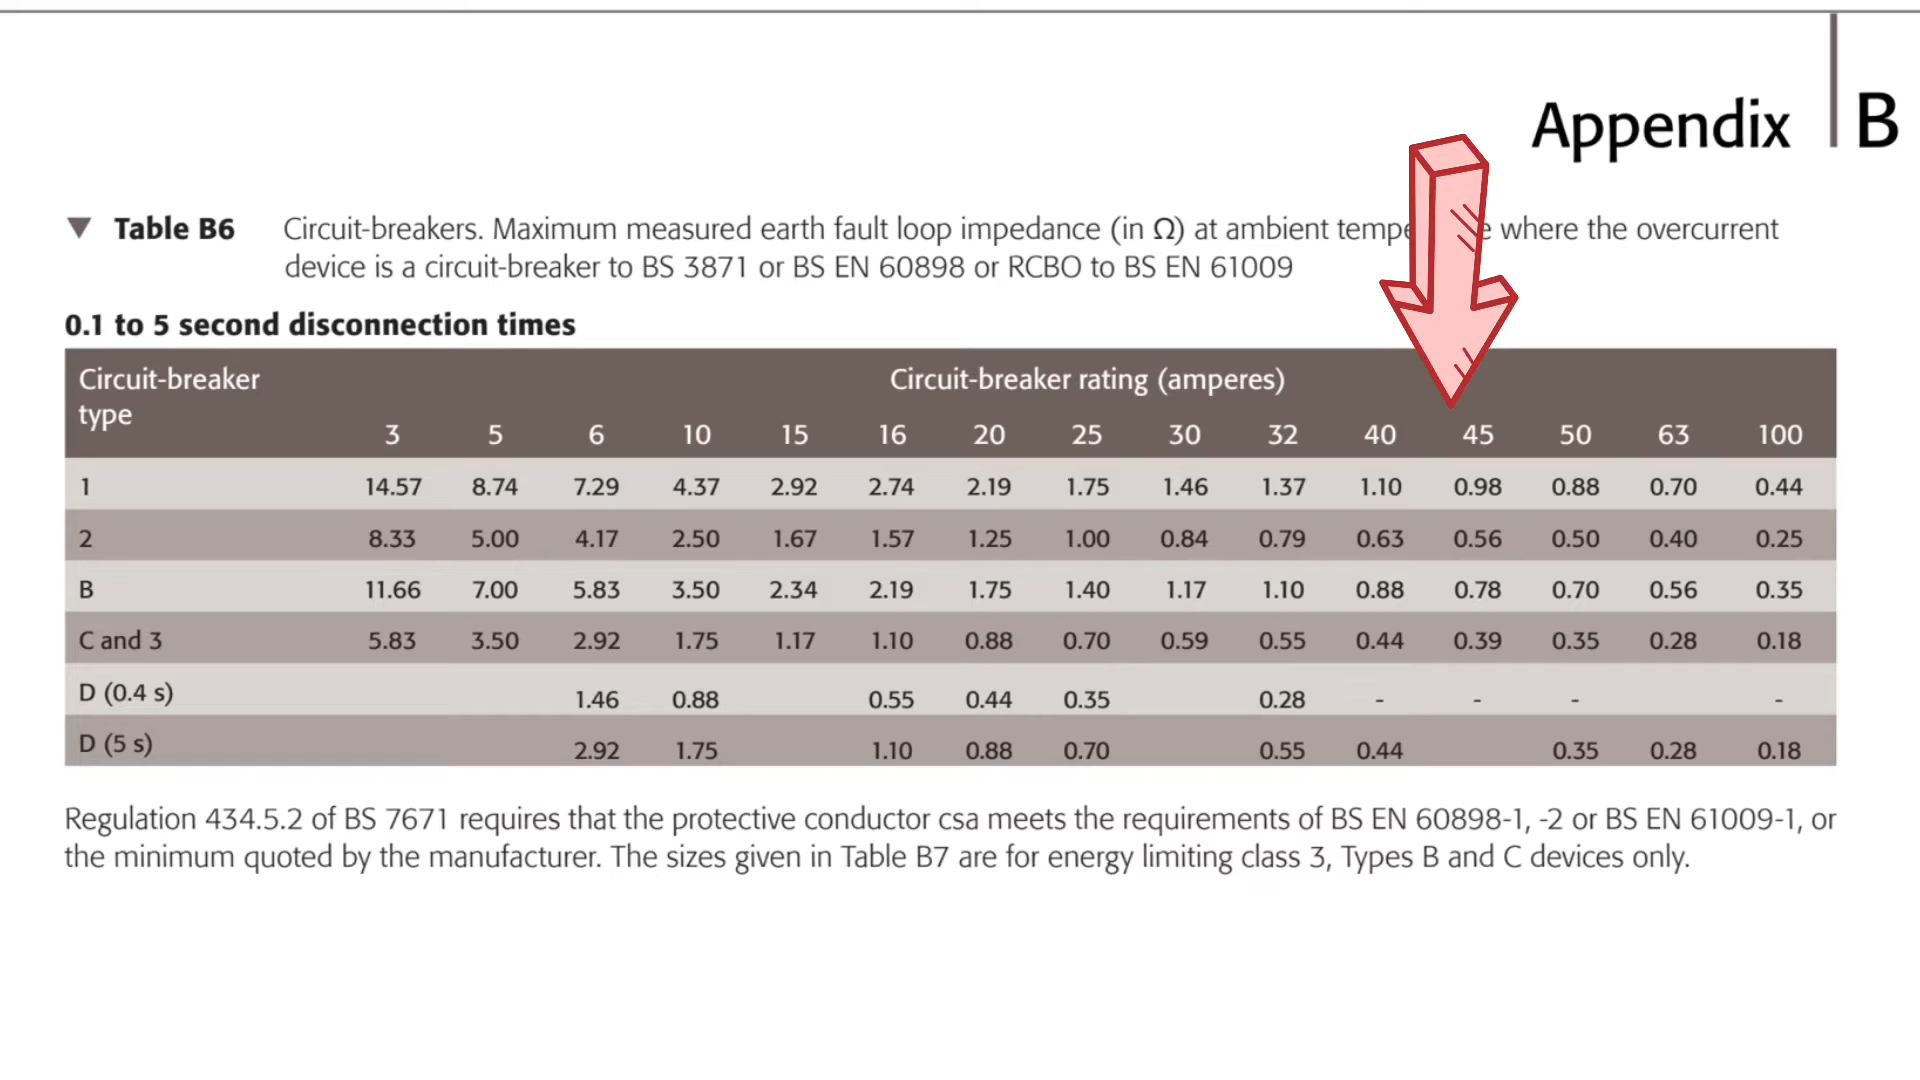 Appendix B
Table B6 Circuit-breakers. Maximum measured earth fault loop impedance (in Ω) at ambient tempe e where the overcurrent
device is a circuit-breaker to BS 3871 or BS EN 60898 or RCBO to BS EN 61009
0.1 to 5 second disconnection times
Circuit-breaker Circuit-breaker rating (amperes)
type
3 5 6 10 15 16 20 25 30 32 40 45 50 63 100
1 14.57 8.74 7.29 4.37 2.92 2.74 2.19 1.75 1.46 1.37 1.10 0.98 0.88 0.70 0.44
2 8.33 5.00 4.17 2.50 1.67 1.57 1.25 1.00 0.84 0.79 0.63 0.56 0.50 0.40 0.25
B 11.66 7.00 5.83 3.50 2.34 2.19 1.75 1.40 1.17 1.10 0.88 0.78 0.70 0.56 0.35
C and 3 5.83 3.50 2.92 1.75 1.17 1.10 0.88 0.70 0.59 0.55 0.44 0.39 0.35 0.28 0.18
D (0.4 s) 1.46 0.88 0.55 0.44 0.35 0.28 - - - -
D (5 s) 2.92 1.75 1.10 0.88 0.70 0.55 0.44 0.35 0.28 0.18
Regulation 434.5.2 of BS 7671 requires that the protective conductor csa meets the requirements of BS EN 60898-1, -2 or BS EN 61009-1, or
the minimum quoted by the manufacturer. The sizes given in Table B7 are for energy limiting class 3, Types B and C devices only.